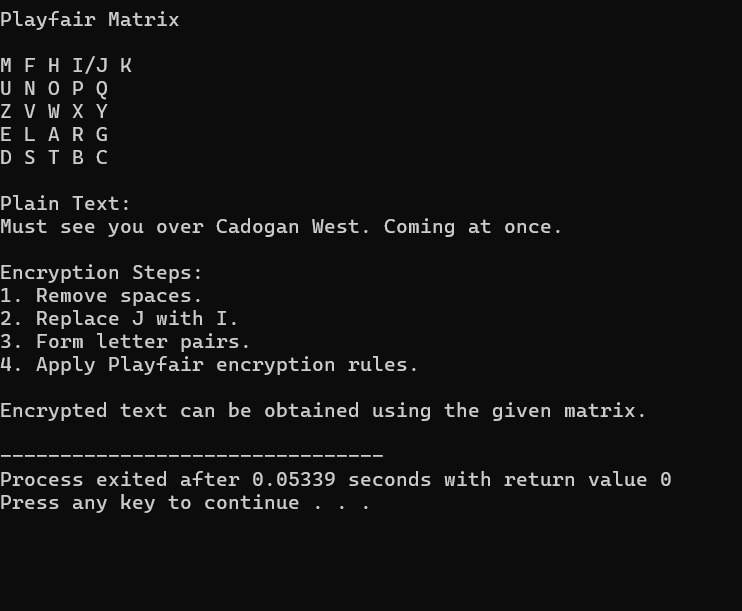 Playfair Matrix
M F H I/J K
U N O P Q
Z V W X Y
E L A R G
D S T B C
Plain Text:
Must see you over Cadogan West. Coming at once.
Encryption Steps:
1. Remove spaces.
2. Replace J with I.
3. Form letter pairs.
4. Apply Playfair encryption rules.
Encrypted text can be obtained using the given matrix.
--------------------------------
Process exited after 0.05339 seconds with return value 0
Press any key to continue . . .